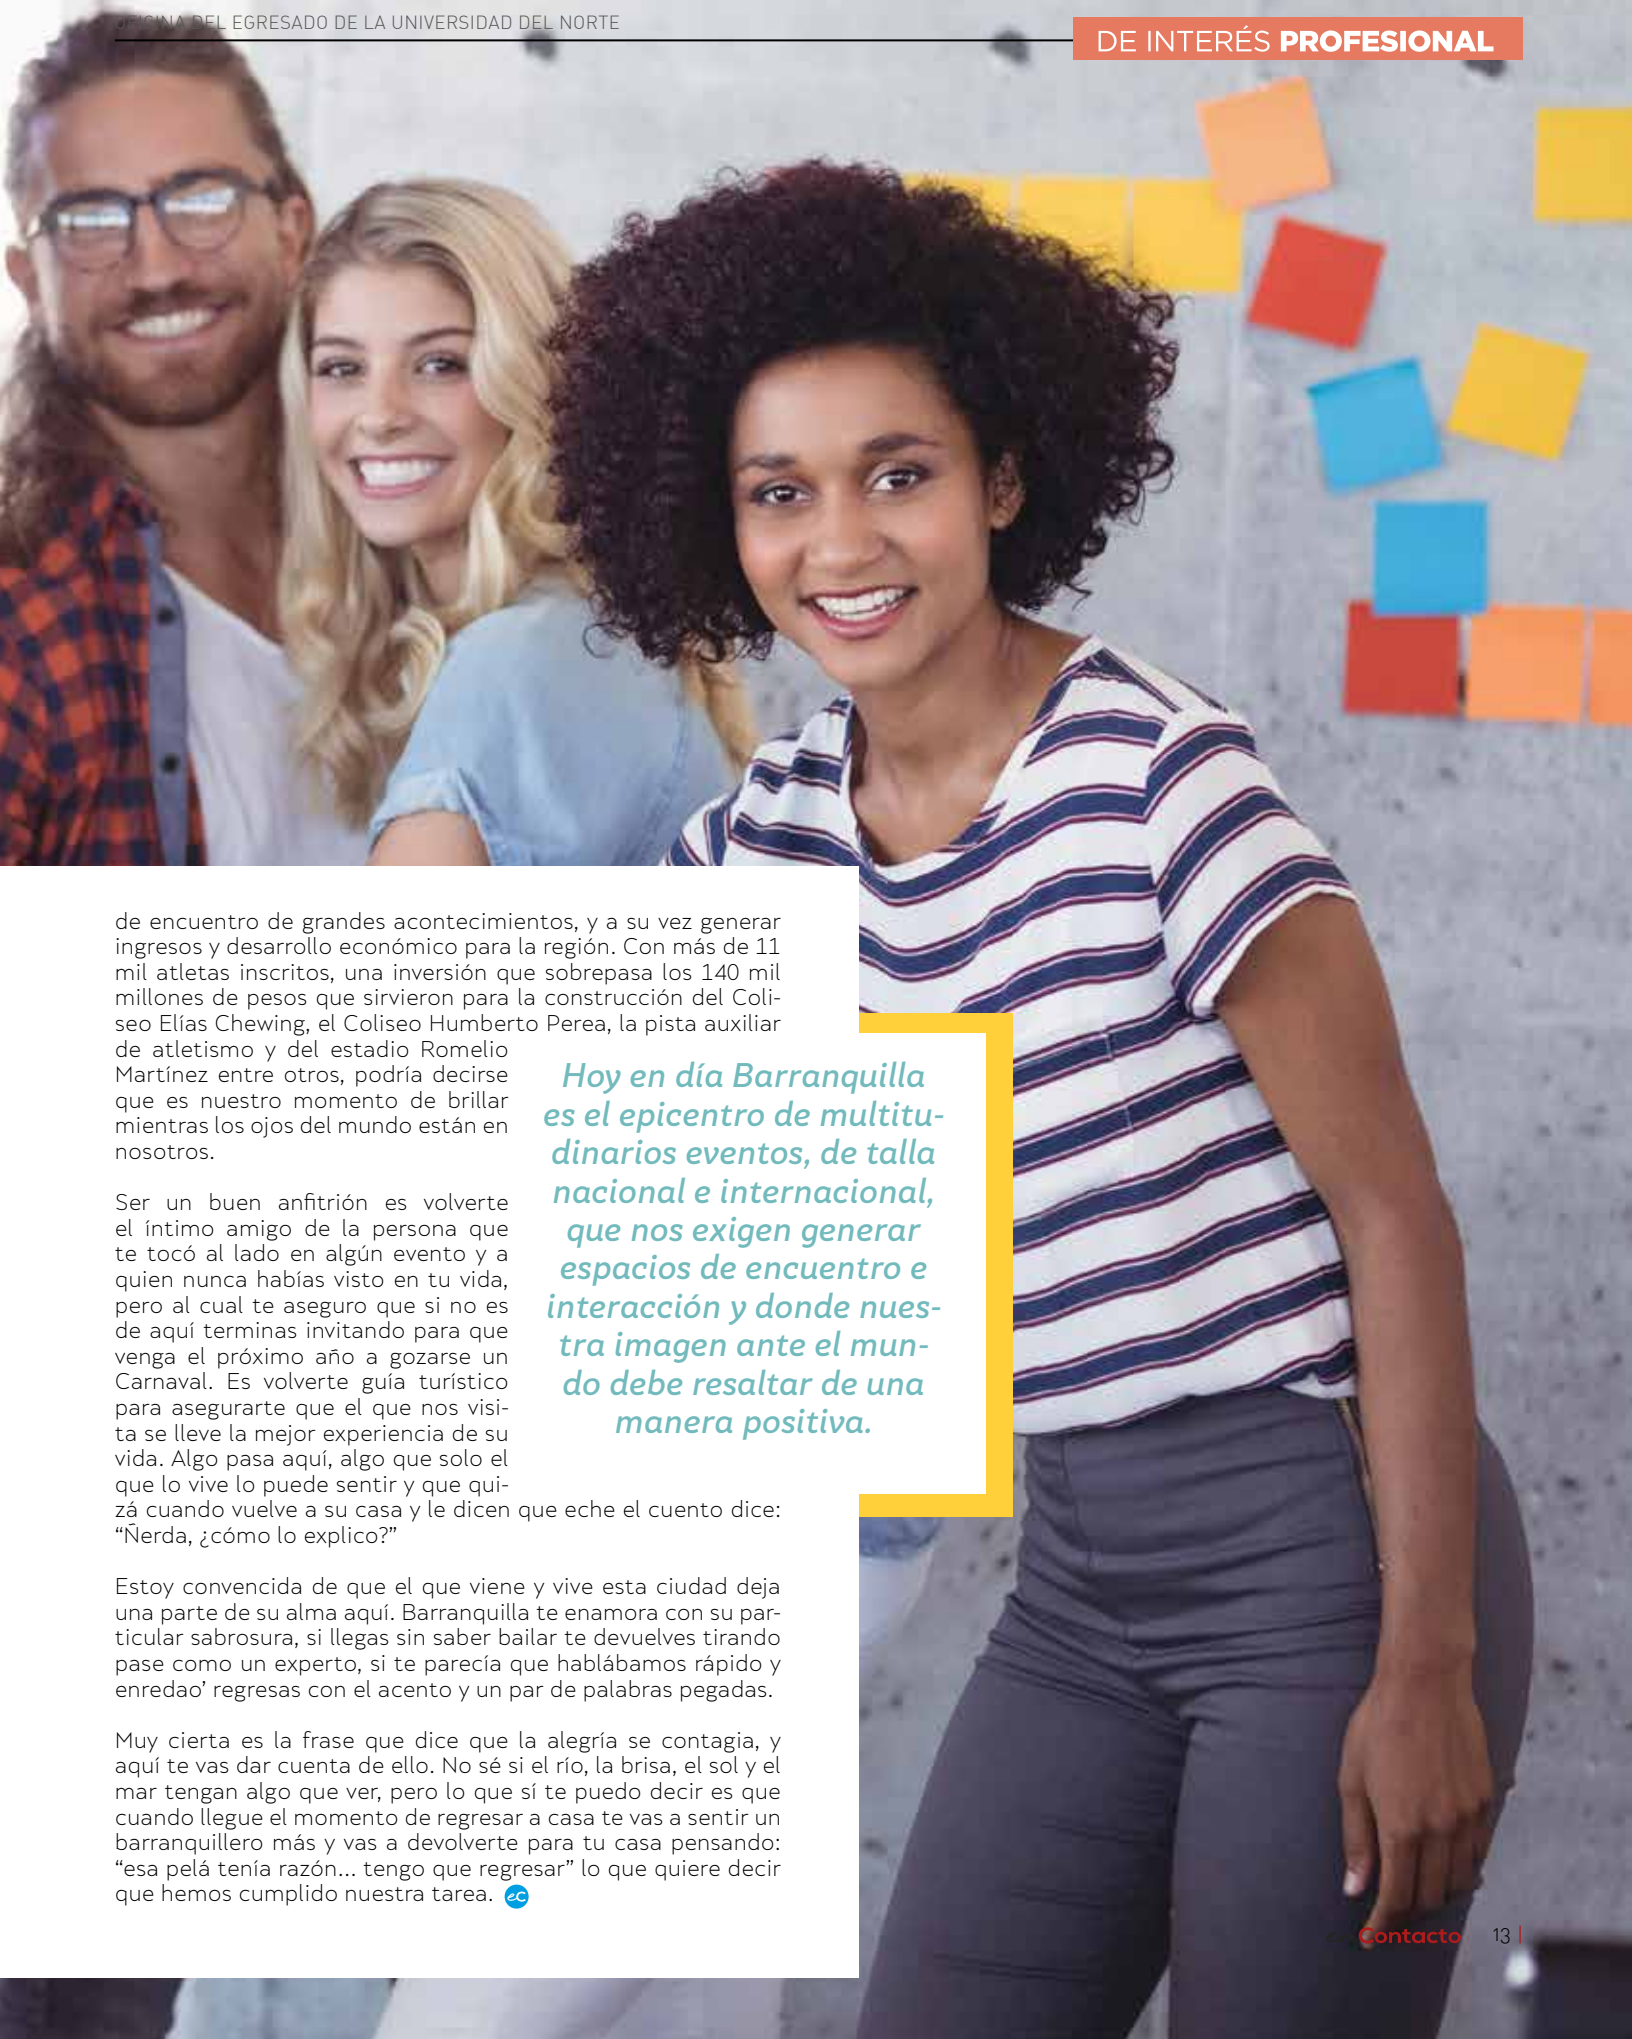 OFICINA DEL EGRESADO DE LA UNIVERSIDAD DEL NORTE
DE INTERÉS PROFESIONAL
de encuentro de grandes acontecimientos, y a su vez generar
ingresos y desarrollo económico para la región. Con más de 11
mil atletas inscritos, una inversión que sobrepasa los 140 mil
millones de pesos que sirvieron para la construcción del Coli-
seo Elías Chewing, el Coliseo Humberto Perea, la pista auxiliar
de atletismo y del estadio Romelio
Martínez entre otros, podría decirse
que es nuestro momento de brillar
mientras los ojos del mundo están en
nosotros.
Ser un buen anfitrión es volverte
el íntimo amigo de la persona que
te tocó al lado en algún evento y a
quien nunca habías visto en tu vida,
pero al cual te aseguro que si no es
de aquí terminas invitando para que
venga el próximo año a gozarse un
Carnaval. Es volverte guía turístico
para asegurarte que el que nos visi-
ta se lleve la mejor experiencia de su
vida. Algo pasa aquí, algo que solo el
que lo vive lo puede sentir y que qui-
zá cuando vuelve a su casa y le dicen que eche el cuento dice:
“Ñerda, ¿cómo lo explico?”
Hoy en día Barranquilla
es el epicentro de multitu-
dinarios eventos, de talla
nacional e internacional,
que nos exigen generar
espacios de encuentro e
interacción y donde nues-
tra imagen ante el mun-
do debe resaltar de una
manera positiva.
Estoy convencida de que el que viene y vive esta ciudad deja
una parte de su alma aquí. Barranquilla te enamora con su par-
ticular sabrosura, si llegas sin saber bailar te devuelves tirando
pase como un experto, si te parecía que hablábamos rápido y
enredao’ regresas con el acento y un par de palabras pegadas.
Muy cierta es la frase que dice que la alegría se contagia, y
aquí te vas dar cuenta de ello. No sé si el río, la brisa, el sol y el
mar tengan algo que ver, pero lo que sí te puedo decir es que
cuando llegue el momento de regresar a casa te vas a sentir un
barranquillero más y vas a devolverte para tu casa pensando:
“esa pelá tenía razón... tengo que regresar” lo que quiere decir
que hemos cumplido nuestra tarea. eC
Contacto 13 |